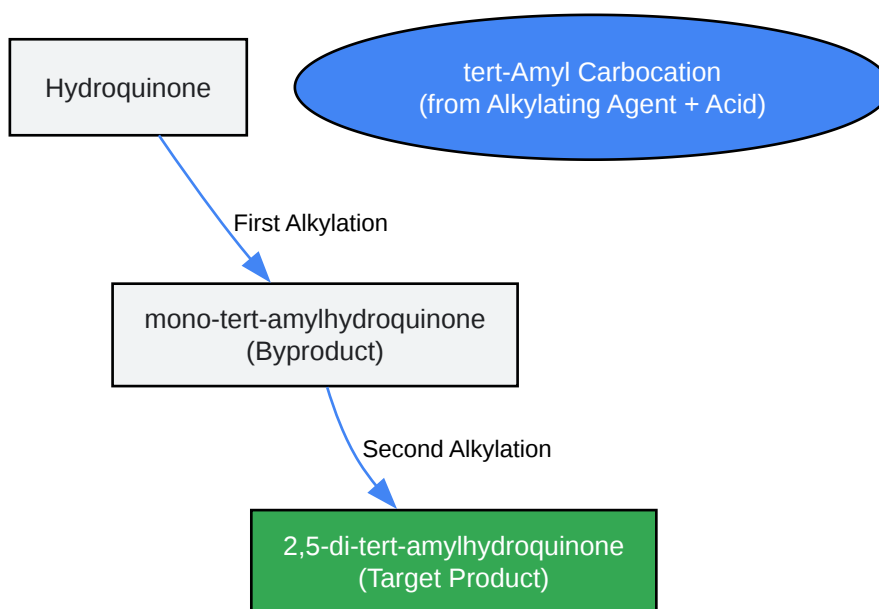 Hydroquinone
tert-Amyl Carbocation
(from Alkylating Agent + Acid)
First Alkylation
mono-tert-amylhydroquinone
(Byproduct)
Second Alkylation
2,5-di-tert-amylhydroquinone
(Target Product)